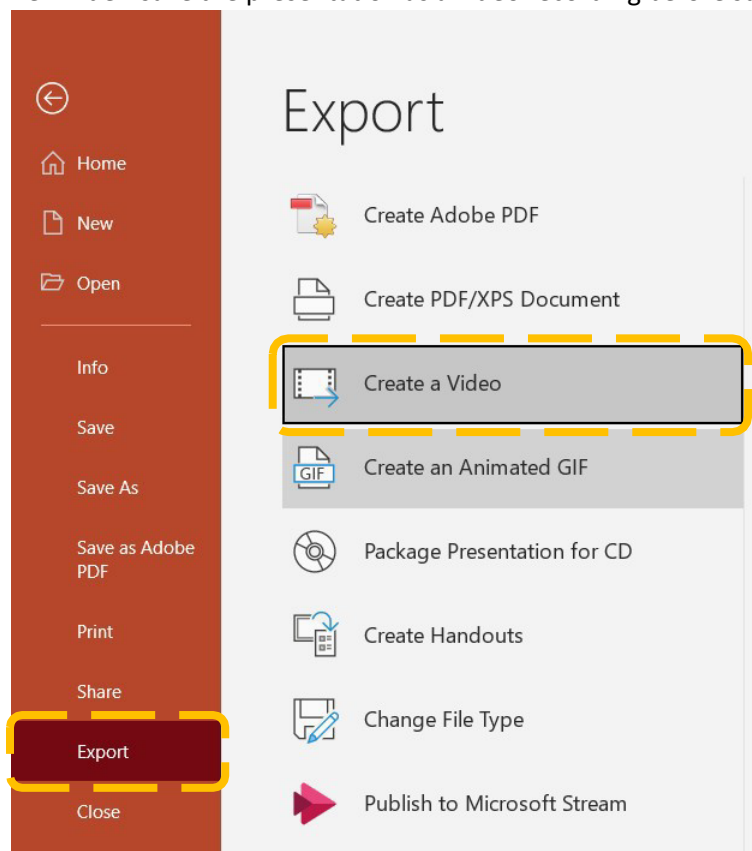 Export
Home
New
Open
Info
Save
Save As
Save as Adobe
PDF
Print
Share
Export
Close
Create Adobe PDF
Create PDF/XPS Document
Create a Video
Create an Animated GIF
GIF
Package Presentation for CD
Create Handouts
Change File Type
Publish to Microsoft Stream